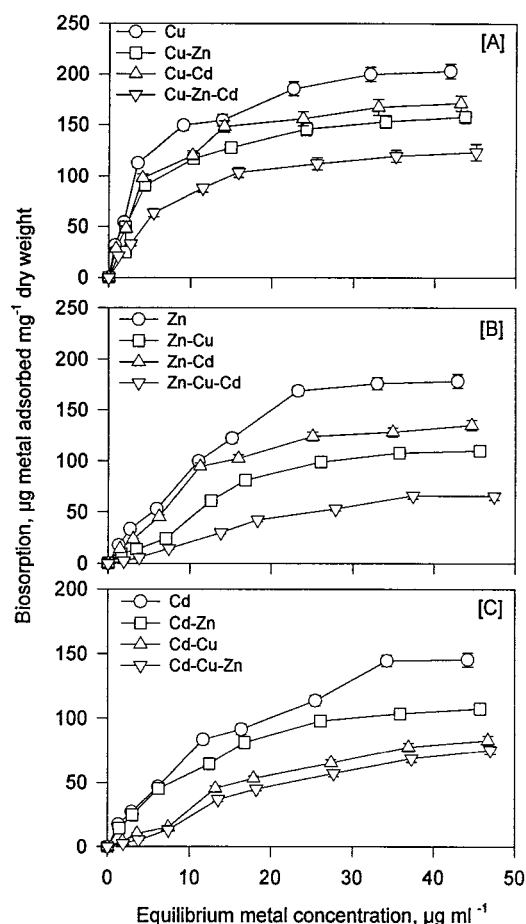 Biosorption, µg metal adsorbed mg-1 dry weight
[A]
Cu
Cu-Zn
Cu-Cd
Cu-Zn-Cd
250
200
150
100
50
0
[B]
Zn
Zn-Cu
Zn-Cd
Zn-Cu-Cd
250
200
150
100
50
0
[C]
Cd
Cd-Zn
Cd-Cu
Cd-Cu-Zn
200
150
100
50
0
0 10 20 30 40 50
Equilibrium metal concentration, µg ml -1